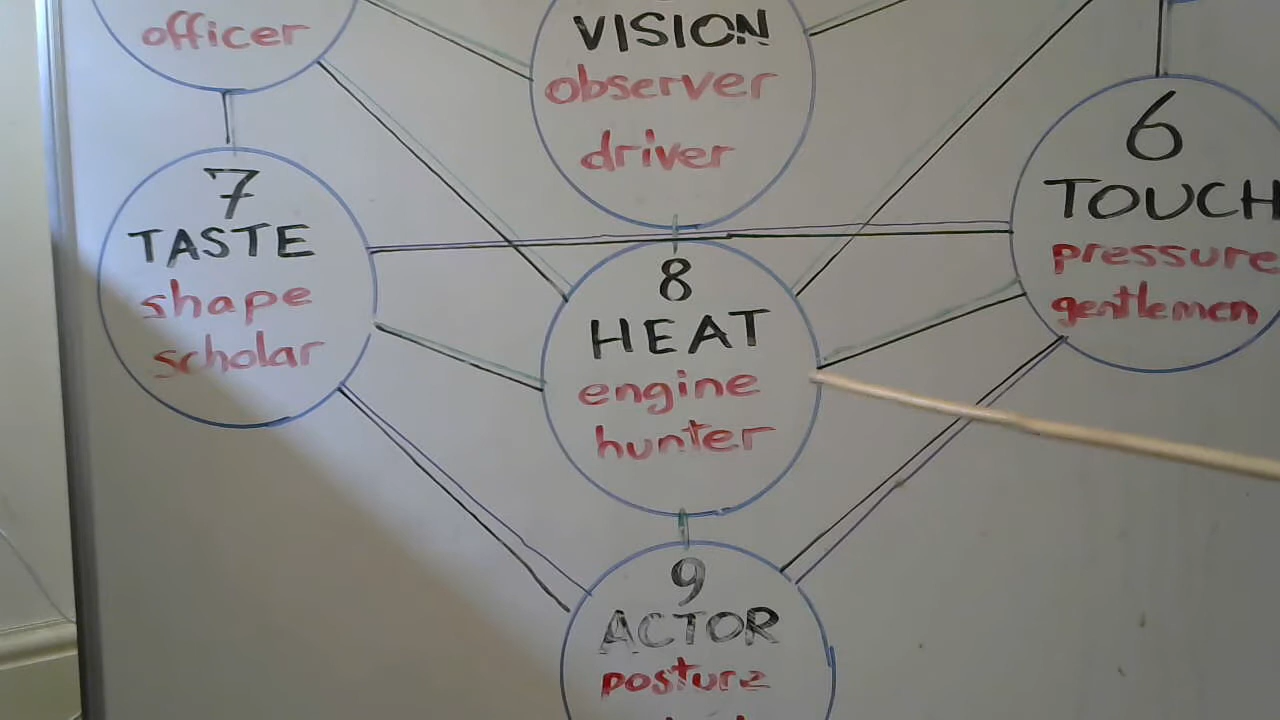 officer
VISION
observer
driver
6
TOUCH
pressure
gentlemen
7
TASTE
shape
scholar
8
HEAT
engine
hunter
9
ACTOR
posture